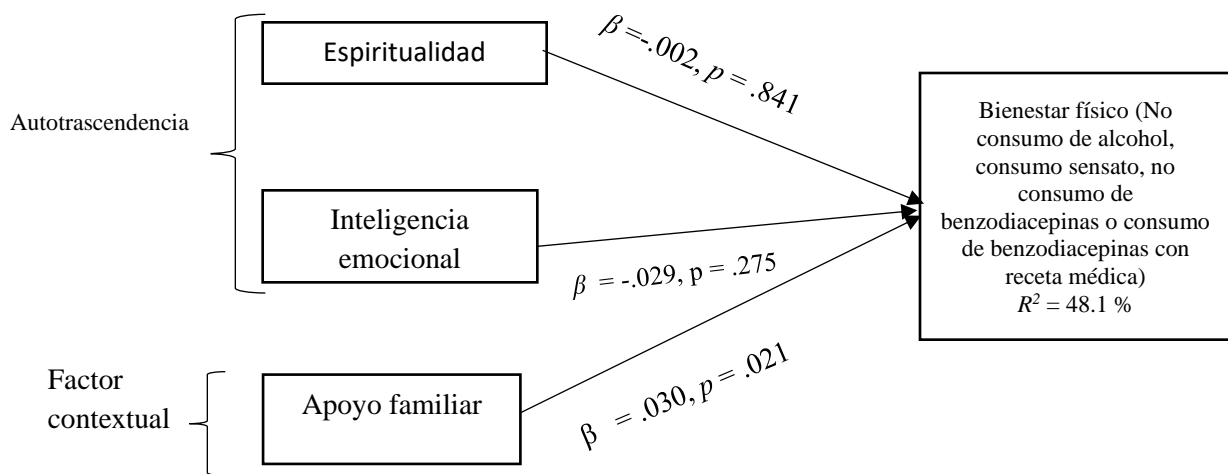 Autotrascendencia
Espiritualidad
β =-.002, p = .841
Inteligencia
emocional
β = -.029, p = .275
Factor
contextual
Apoyo familiar
β = .030, p = .021
Bienestar físico (No
consumo de alcohol,
consumo sensato, no
consumo de
benzodiacepinas o consumo
de benzodiacepinas con
receta médica)
R² = 48.1 %